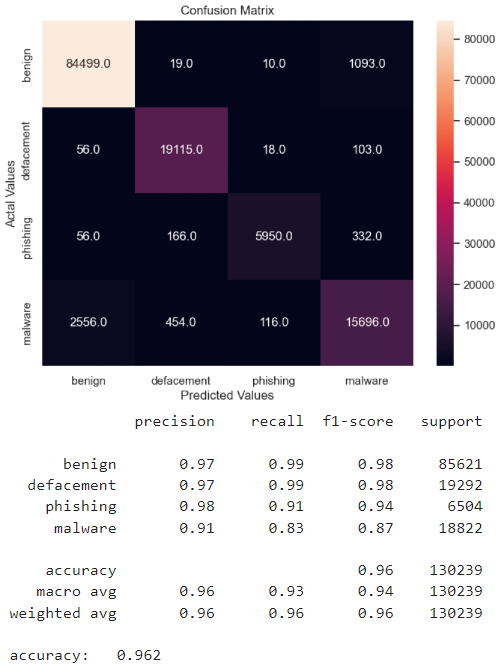 Confusion Matrix
benign 84499.0 19.0 10.0 1093.0
defacement 56.0 19115.0 18.0 103.0
phishing 56.0 166.0 5950.0 332.0
malware 2556.0 454.0 116.0 15696.0
Actal Values
benign defacement phishing malware
Predicted Values
80000
70000
60000
50000
40000
30000
20000
10000
precision recall f1-score support
benign 0.97 0.99 0.98 85621
defacement 0.97 0.99 0.98 19292
phishing 0.98 0.91 0.94 6504
malware 0.91 0.83 0.87 18822
accuracy 0.96 130239
macro avg 0.96 0.93 0.94 130239
weighted avg 0.96 0.96 0.96 130239
accuracy: 0.962